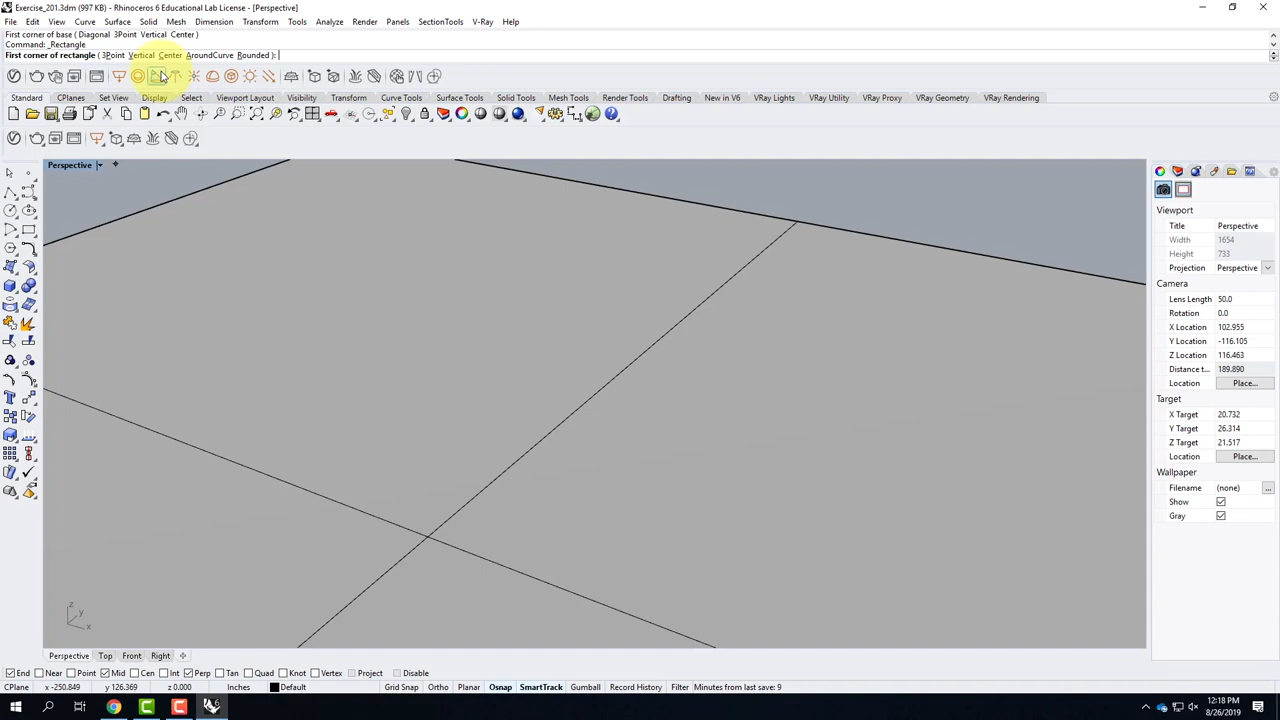 Exercise_201.3dm (997 KB) - Rhinoceros 6 Educational Lab License - [Perspective]
File Edit View Curve Surface Solid Mesh Dimension Transform Tools Analyze Render Panels SectionTools V-Ray Help
First corner of base ( Diagonal 3Point Vertical Center )
Command: _Rectangle
First corner of rectangle ( 3Point Vertical Center AroundCurve Rounded ):
Standard CPlanes Set View Display Select Viewport Layout Visibility Transform Curve Tools Surface Tools Solid Tools Mesh Tools Render Tools Drafting New in V6 VRay Lights VRay Utility VRay Proxy VRay Geometry VRay Rendering
Perspective
Viewport
Title Perspective
Width 1654
Height 733
Projection Perspective
Camera
Lens Length 50.0
Rotation 0.0
X Location 102.955
Y Location -116.105
Z Location 116.463
Distance t... 189.890
Location Place...
Target
X Target 20.732
Y Target 26.314
Z Target 21.517
Location Place...
Wallpaper
Filename (none) ...
Show
Gray
z
y
x
Perspective Top Front Right
End Near Point Mid Cen Int Perp Tan Quad Knot Vertex Project Disable
CPlane x -250.849 y 126.369 z 0.000 Inches Default Grid Snap Ortho Planar Osnap SmartTrack Gumball Record History Filter Minutes from last save: 9
12:18 PM
8/26/2019